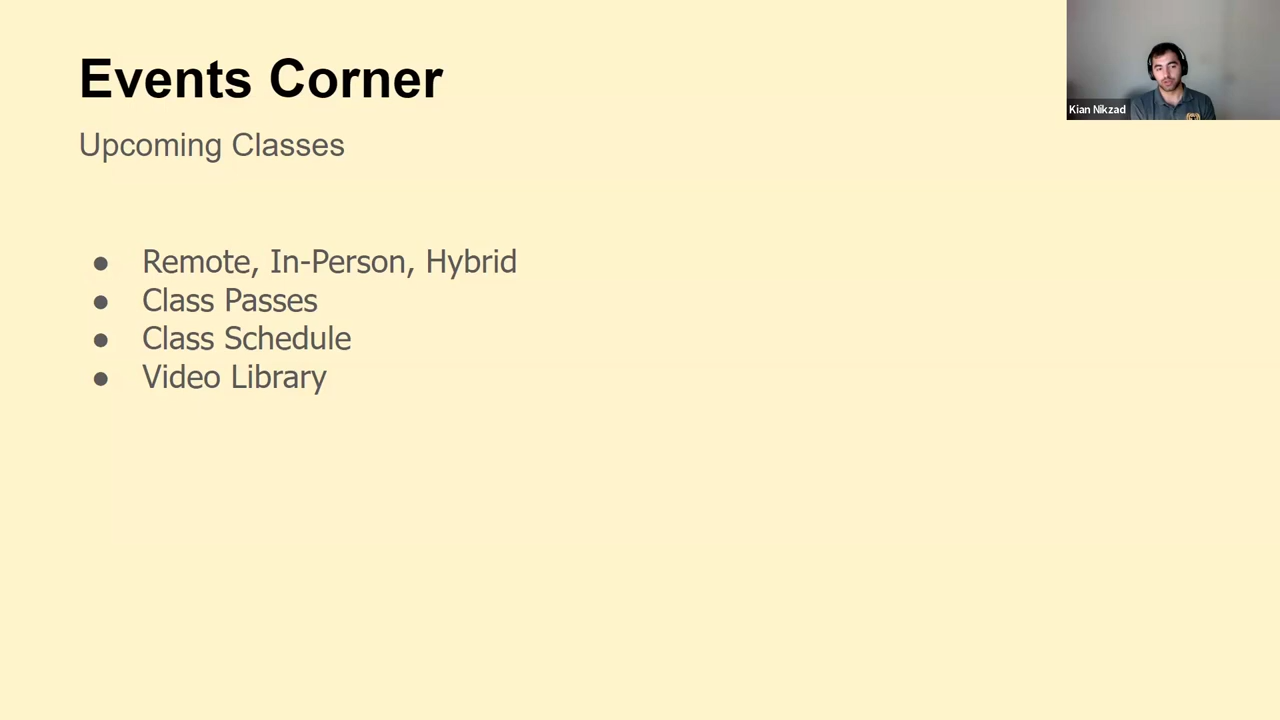 Events Corner
Upcoming Classes
● Remote, In-Person, Hybrid
● Class Passes
● Class Schedule
● Video Library
Kian Nikzad